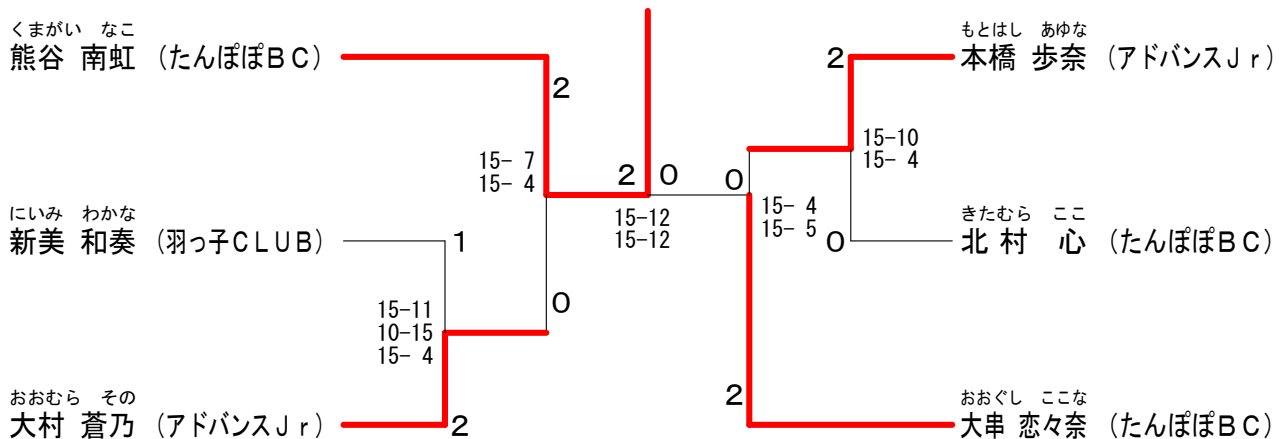 くまがい　なこ
熊谷 南虹 (たんぽぽＢＣ)
2
15- 7
15- 4
にいみ　わかな
新美 和奏 (羽っ子ＣＬＵＢ)
1
15-11
10-15
15- 4
0
おおむら　その
大村 蒼乃 (アドバンスＪｒ)
2
2 0
15-12
15-12
もとはし　あゆな
2 本橋 歩奈 (アドバンスＪｒ)
15-10
15- 4
0
15- 4
15- 5
きたむら　ここ
0 北村　心 (たんぽぽＢＣ)
2
おおぐし　ここな
大串 恋々奈 (たんぽぽＢＣ)